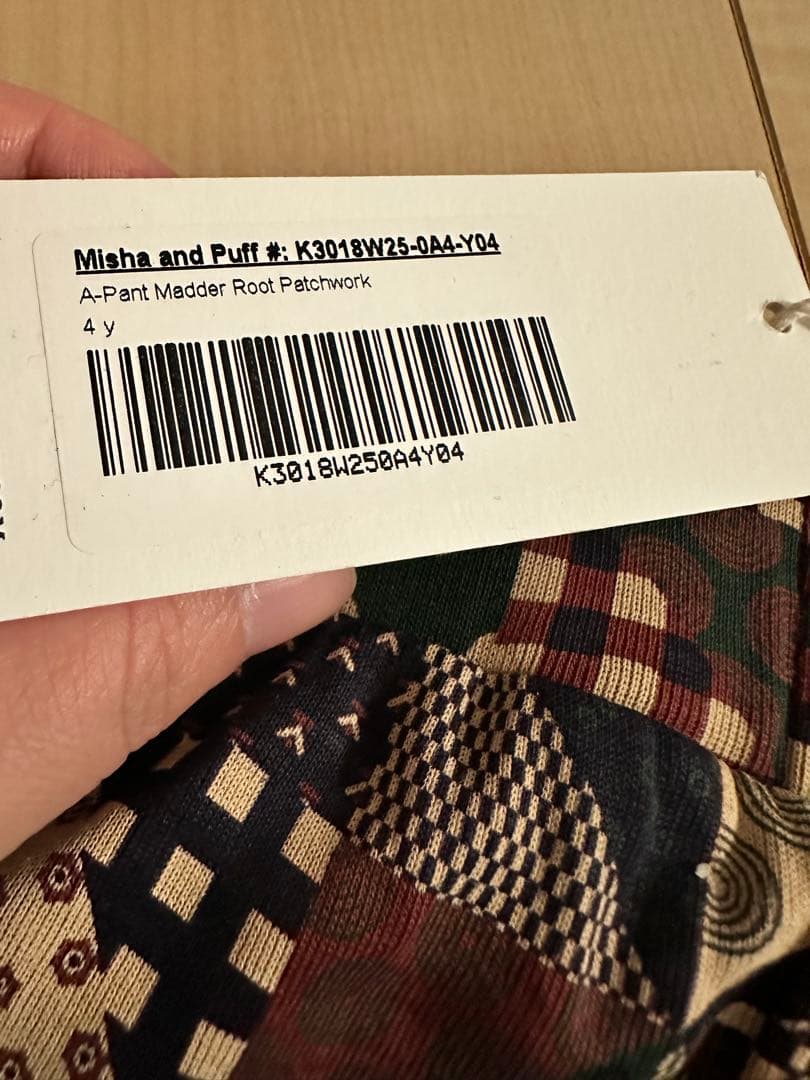 Misha and Puff #: K3018W25-0A4-Y04
A-Pant Madder Root Patchwork
4 y
K3018W250A4Y04